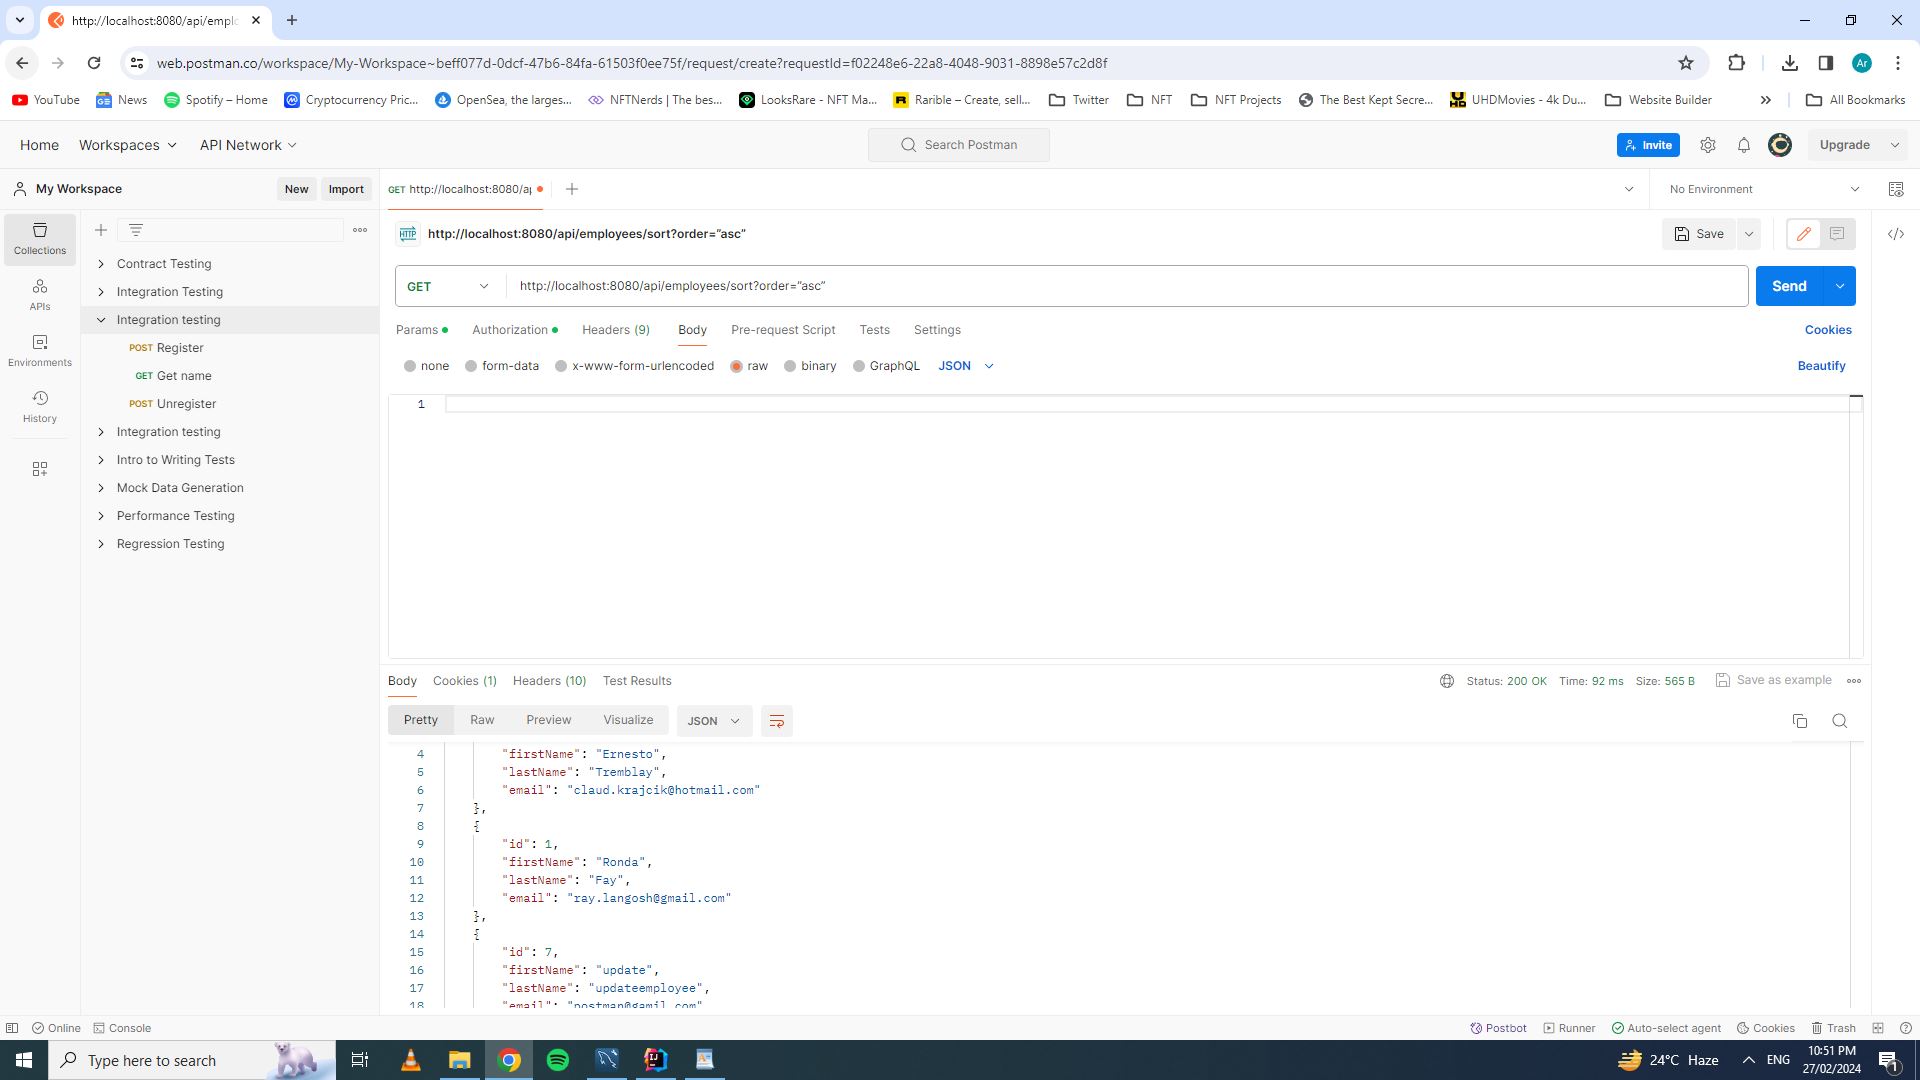 http://localhost:8080/api/emplo
web.postman.co/workspace/My-Workspace~beff077d-0dcf-47b6-84fa-61503f0ee75f/request/create?requestId=f02248e6-22a8-4048-9031-8898e57c2d8f
Ar
YouTube News Spotify – Home Cryptocurrency Pric... OpenSea, the larges... NFTNerds | The bes... LooksRare - NFT Ma... Rarible – Create, sell... Twitter NFT NFT Projects The Best Kept Secre... UHDMovies - 4k Du... Website Builder All Bookmarks
Home Workspaces API Network Search Postman Invite Upgrade
My Workspace New Import GET http://localhost:8080/a No Environment
HTTP http://localhost:8080/api/employees/sort?order=”asc” Save
Collections
APIs
Environments
History
Contract Testing
Integration Testing
Integration testing
POST Register
GET Get name
POST Unregister
Integration testing
Intro to Writing Tests
Mock Data Generation
Performance Testing
Regression Testing
GET http://localhost:8080/api/employees/sort?order=”asc” Send
Params Authorization Headers (9) Body Pre-request Script Tests Settings Cookies
none form-data x-www-form-urlencoded raw binary GraphQL JSON Beautify
1
Body Cookies (1) Headers (10) Test Results Status: 200 OK Time: 92 ms Size: 565 B Save as example
Pretty Raw Preview Visualize JSON
4 "firstName": "Ernesto",
5 "lastName": "Tremblay",
6 "email": "claud.krajcik@hotmail.com"
7 },
8 {
9 "id": 1,
10 "firstName": "Ronda",
11 "lastName": "Fay",
12 "email": "ray.langosh@gmail.com"
13 },
14 {
15 "id": 7,
16 "firstName": "update",
17 "lastName": "updateemployee",
18 "email": "postman@gamil.com"
Online Console Postbot Runner Auto-select agent Cookies Trash
Type here to search 24°C Haze ENG 10:51 PM
27/02/2024 1